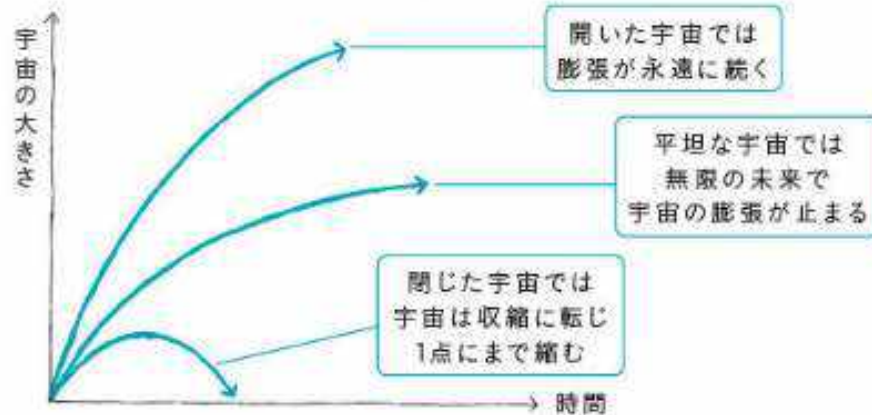 宇宙の大きさ
開いた宇宙では
膨張が永遠に続く
平坦な宇宙では
無限の未来で
宇宙の膨張が止まる
閉じた宇宙では
宇宙は収縮に転じ
1点にまで縮む
時間